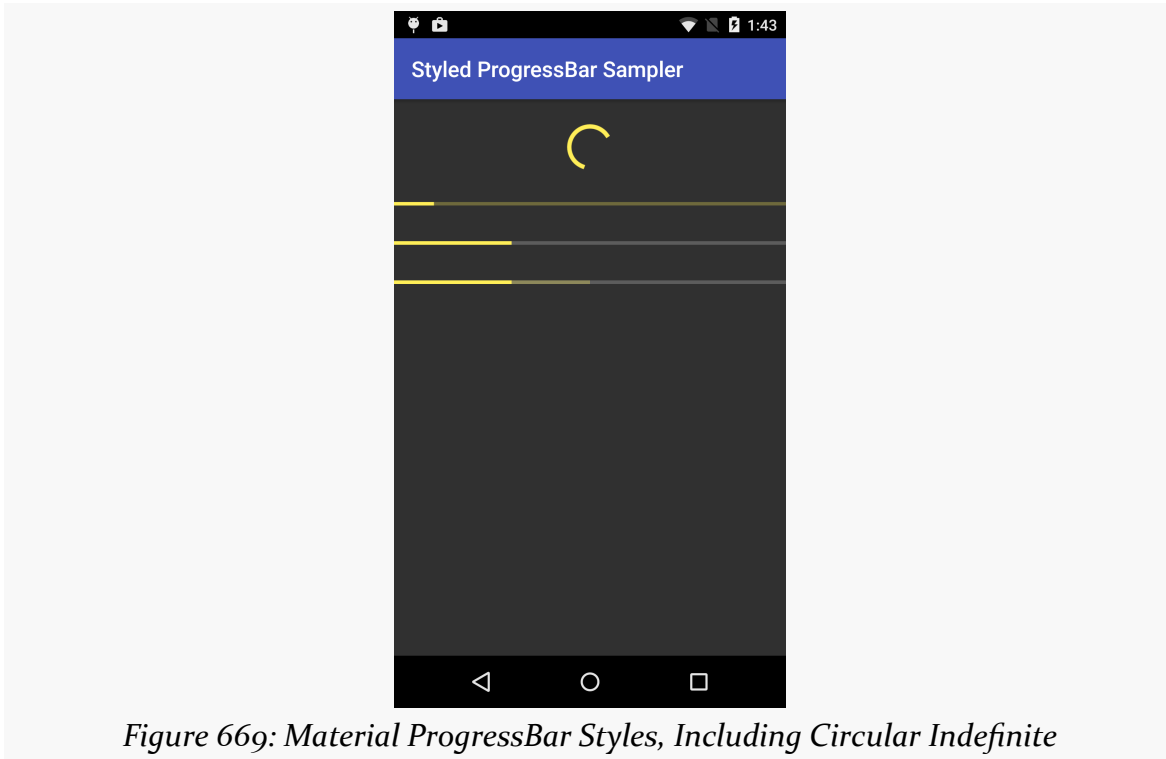 1:43
Styled ProgressBar Sampler
Figure 669: Material ProgressBar Styles, Including Circular Indefinite